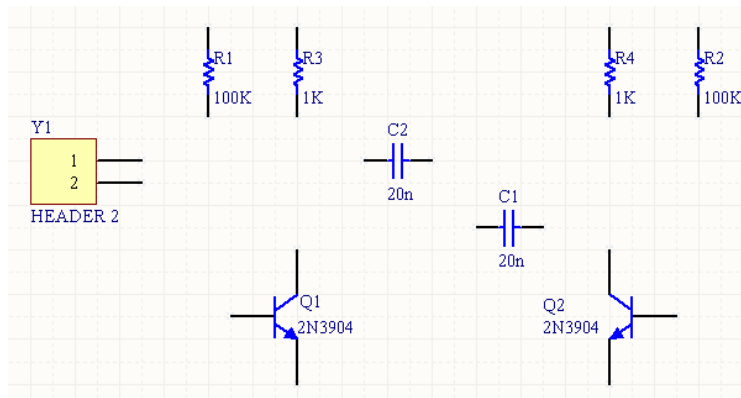 R1
100K
R3
1K
R4
1K
R2
100K
Y1
1
2
HEADER 2
C2
20n
C1
20n
Q1
2N3904
Q2
2N3904